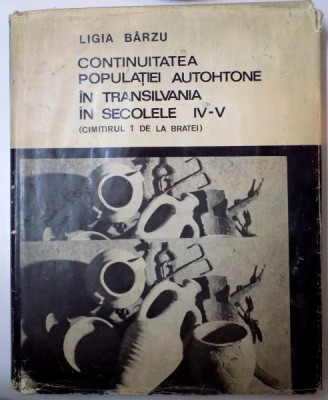 LIGIA BÂRZU
CONTINUITATEA
POPULAȚIEI AUTOHTONE
ÎN TRANSILVANIA
ÎN SECOLELE IV-V
(CIMITIRUL 1 DE LA BRATEI)